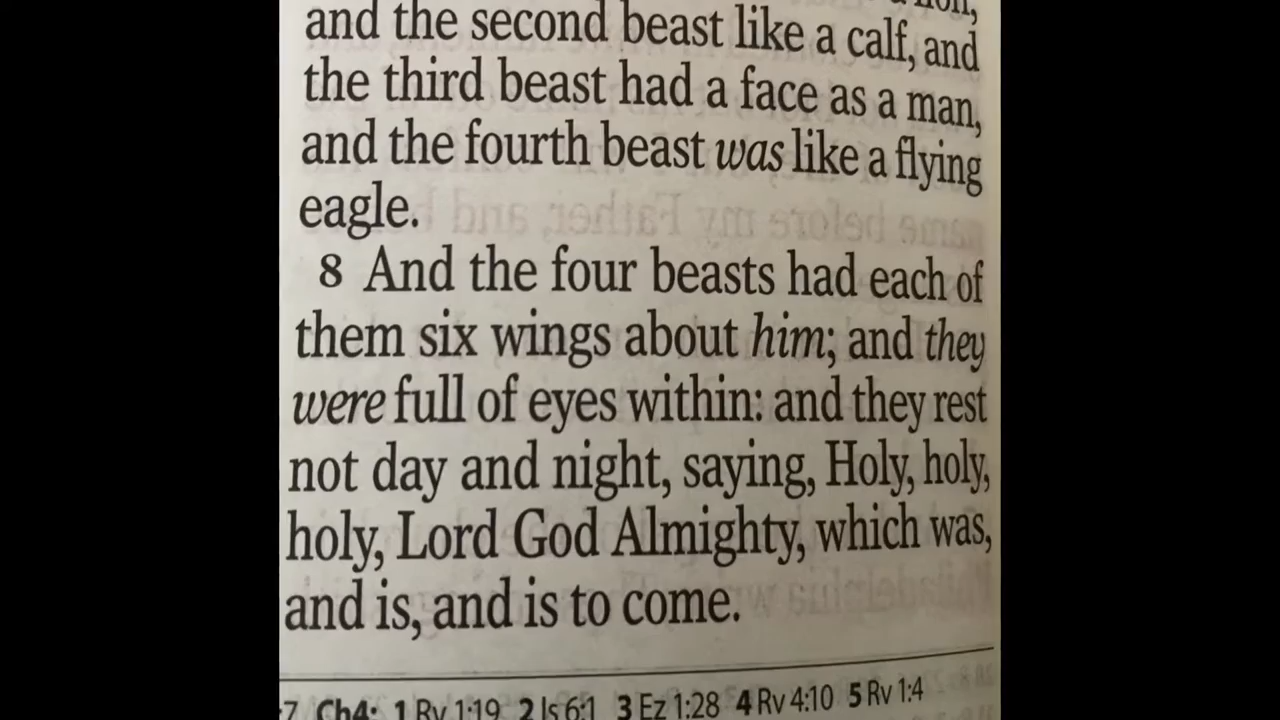 and the second beast like a calf, and
the third beast had a face as a man,
and the fourth beast was like a flying
eagle.
8 And the four beasts had each of
them six wings about him; and they
were full of eyes within: and they rest
not day and night, saying, Holy, holy,
holy, Lord God Almighty, which was,
and is, and is to come.
7 Ch4: 1 Rv 1:19 2 Is 6:1 3 Ez 1:28 4 Rv 4:10 5 Rv 1:4